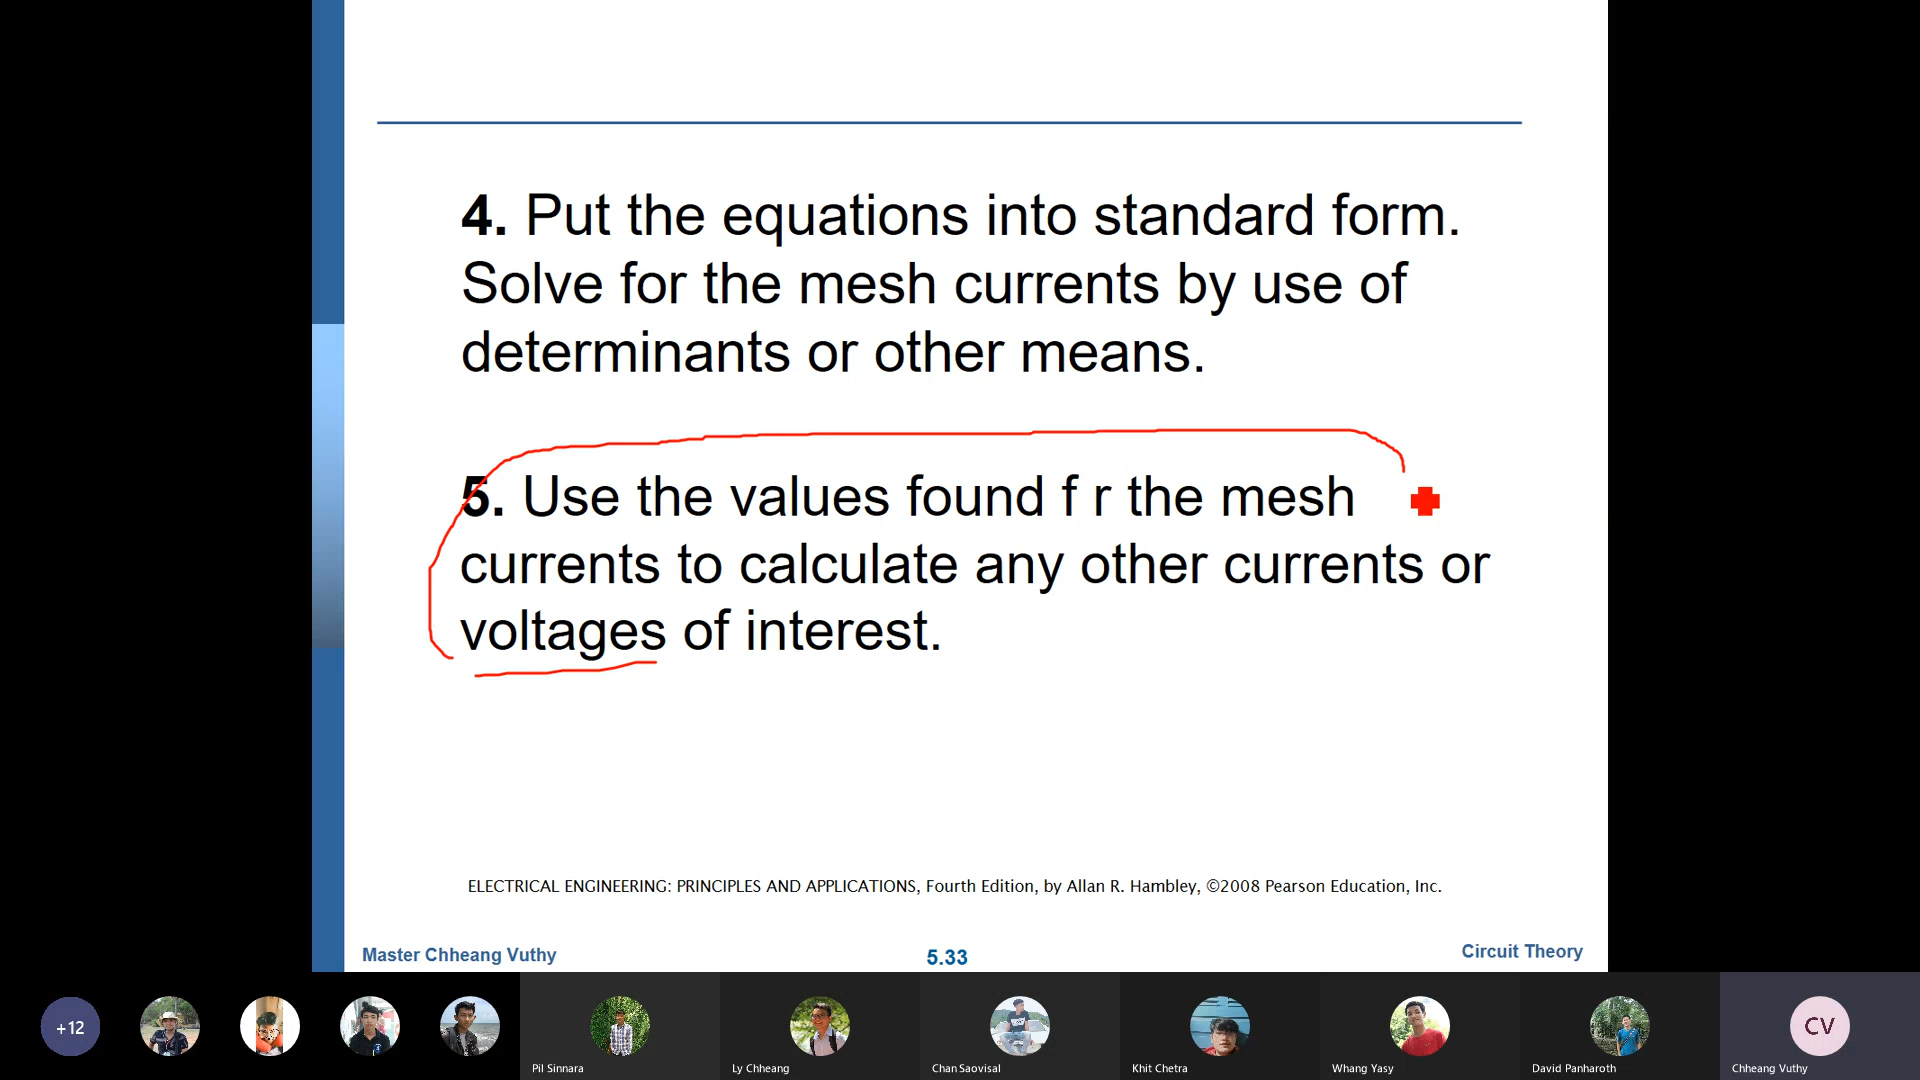 4. Put the equations into standard form.
Solve for the mesh currents by use of
determinants or other means.
5. Use the values found f r the mesh
currents to calculate any other currents or
voltages of interest.
ELECTRICAL ENGINEERING: PRINCIPLES AND APPLICATIONS, Fourth Edition, by Allan R. Hambley, ©2008 Pearson Education, Inc.
Master Chheang Vuthy
5.33
Circuit Theory
+12
Pil Sinnara
Ly Chheang
Chan Saovisal
Khit Chetra
Whang Yasy
David Panharoth
CV
Chheang Vuthy